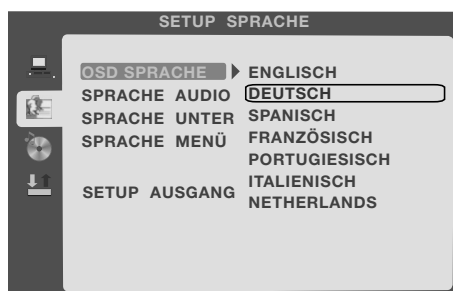 SETUP SPRACHE
OSD SPRACHE
SPRACHE AUDIO
SPRACHE UNTER
SPRACHE MENÜ
SETUP AUSGANG
ENGLISCH
DEUTSCH
SPANISCH
FRANZÖSISCH
PORTUGIESISCH
ITALIENISCH
NETHERLANDS